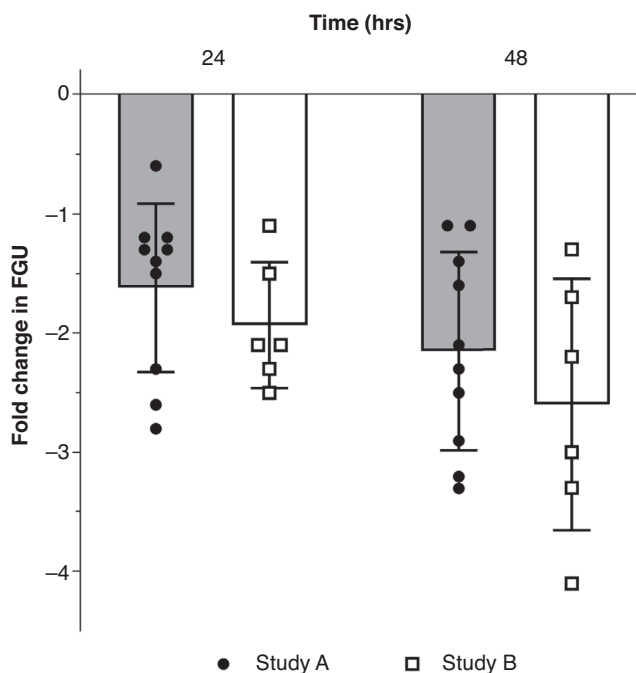 Time (hrs)
24 48
0
–1
–2
–3
–4
Fold change in FGU
Study A Study B